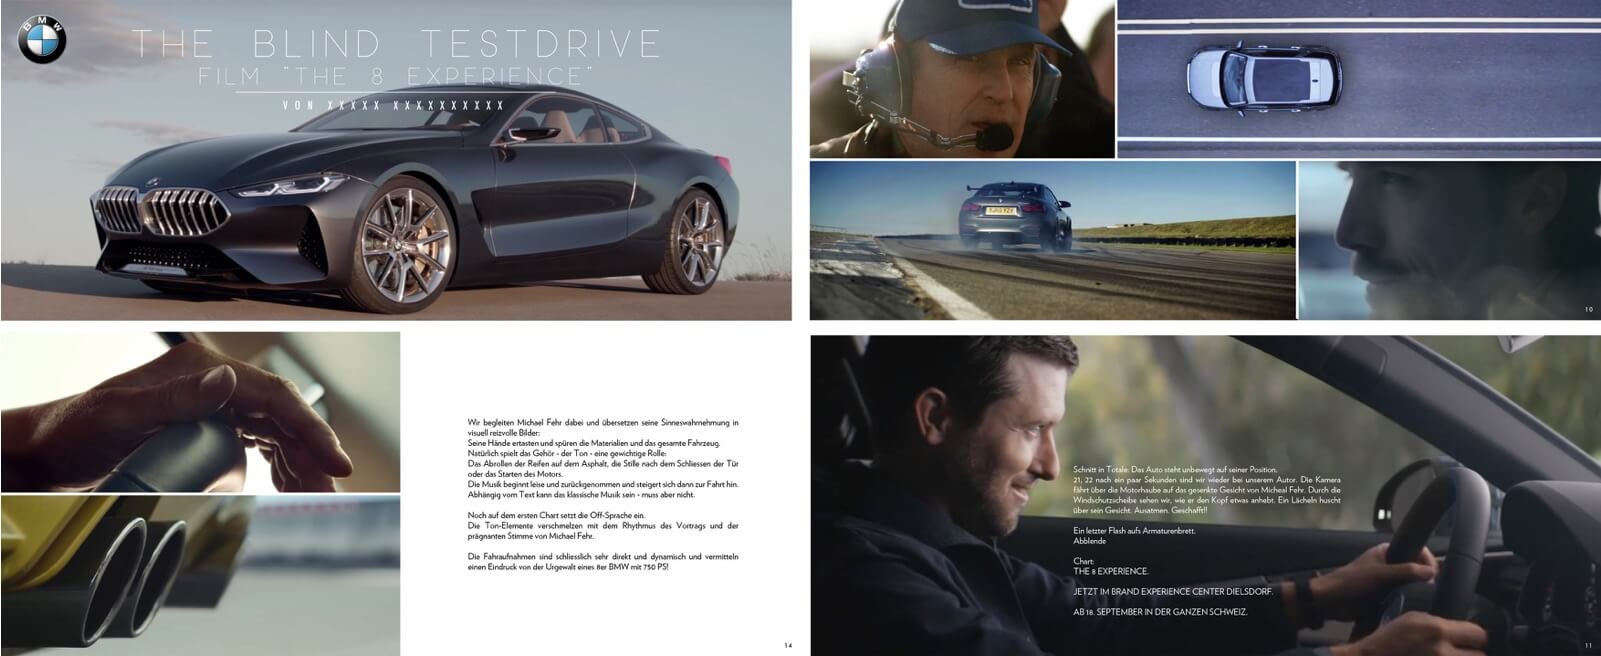 BMW
THE BLIND TESTDRIVE
FILM "THE 8 EXPERIENCE"
VON XXXXX XXXXXXXXXX
10
Wir begleiten Michael Fehr dabei und übersetzen seine Sinneswahrnehmung in
visuell reizvolle Bilder:
Seine Hände ertasten und spüren die Materialien und das gesamte Fahrzeug.
Natürlich spielt das Gehör - der Ton - eine gewichtige Rolle:
Das Abrollen der Reifen auf dem Asphalt, die Stille nach dem Schliessen der Tür
oder das Starten des Motors.
Die Musik beginnt leise und zurückgenommen und steigert sich dann zur Fahrt hin.
Abhängig vom Text kann das klassische Musik sein - muss aber nicht.
Noch auf dem ersten Chart setzt die Off-Sprache ein.
Die Ton-Elemente verschmelzen mit dem Rhythmus des Vortrags und der
prägnanten Stimme von Michael Fehr.
Die Fahraufnahmen sind schliesslich sehr direkt und dynamisch und vermitteln
einen Eindruck von der Urgewalt eines 8er BMW mit 750 PS!
14
Schnitt in Totale: Das Auto steht unbewegt auf seiner Position.
21, 22 nach ein paar Sekunden sind wir wieder bei unserem Autor. Die Kamera
fährt über die Motorhaube auf das gesenkte Gesicht von Micheal Fehr. Durch die
Windschutzscheibe sehen wir, wie er den Kopf etwas anhebt. Ein Lächeln huscht
über sein Gesicht. Ausatmen. Geschafft!!
Ein letzter Flash aufs Armaturenbrett.
Abblende
Chart:
THE 8 EXPERIENCE.
JETZT IM BRAND EXPERIENCE CENTER DIELSDORF.
AB 18. SEPTEMBER IN DER GANZEN SCHWEIZ.
11